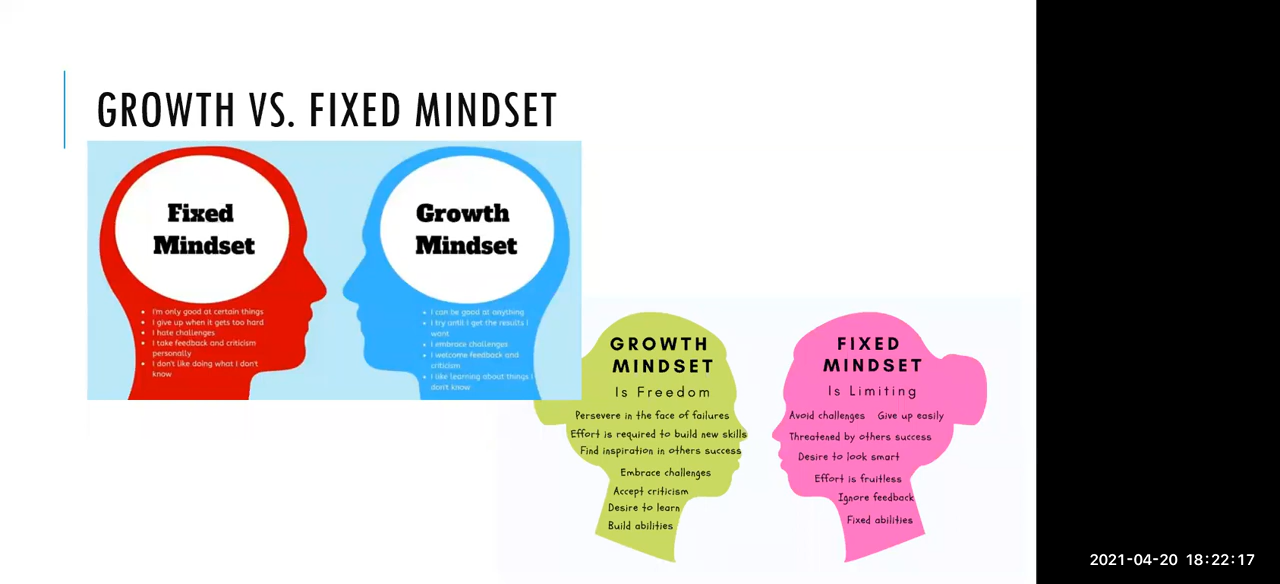 GROWTH VS. FIXED MINDSET
Fixed
Mindset
I'm only good at certain things
I give up when it gets too hard
I hate challenges
I take feedback and criticism
personally
I don't like doing what I don't
know
Growth
Mindset
I can be good at anything
I try until I get the results I
want
I embrace challenges
I welcome feedback and
criticism
I like learning about things I
don't know
GROWTH
MINDSET
Is Freedom
Persevere in the face of failures
Effort is required to build new skills
Find inspiration in others success
Embrace challenges
Accept criticism
Desire to learn
Build abilities
FIXED
MINDSET
Is Limiting
Avoid challenges Give up easily
Threatened by others success
Desire to look smart
Effort is fruitless
Ignore feedback
Fixed abilities
2021-04-20 18:22:17